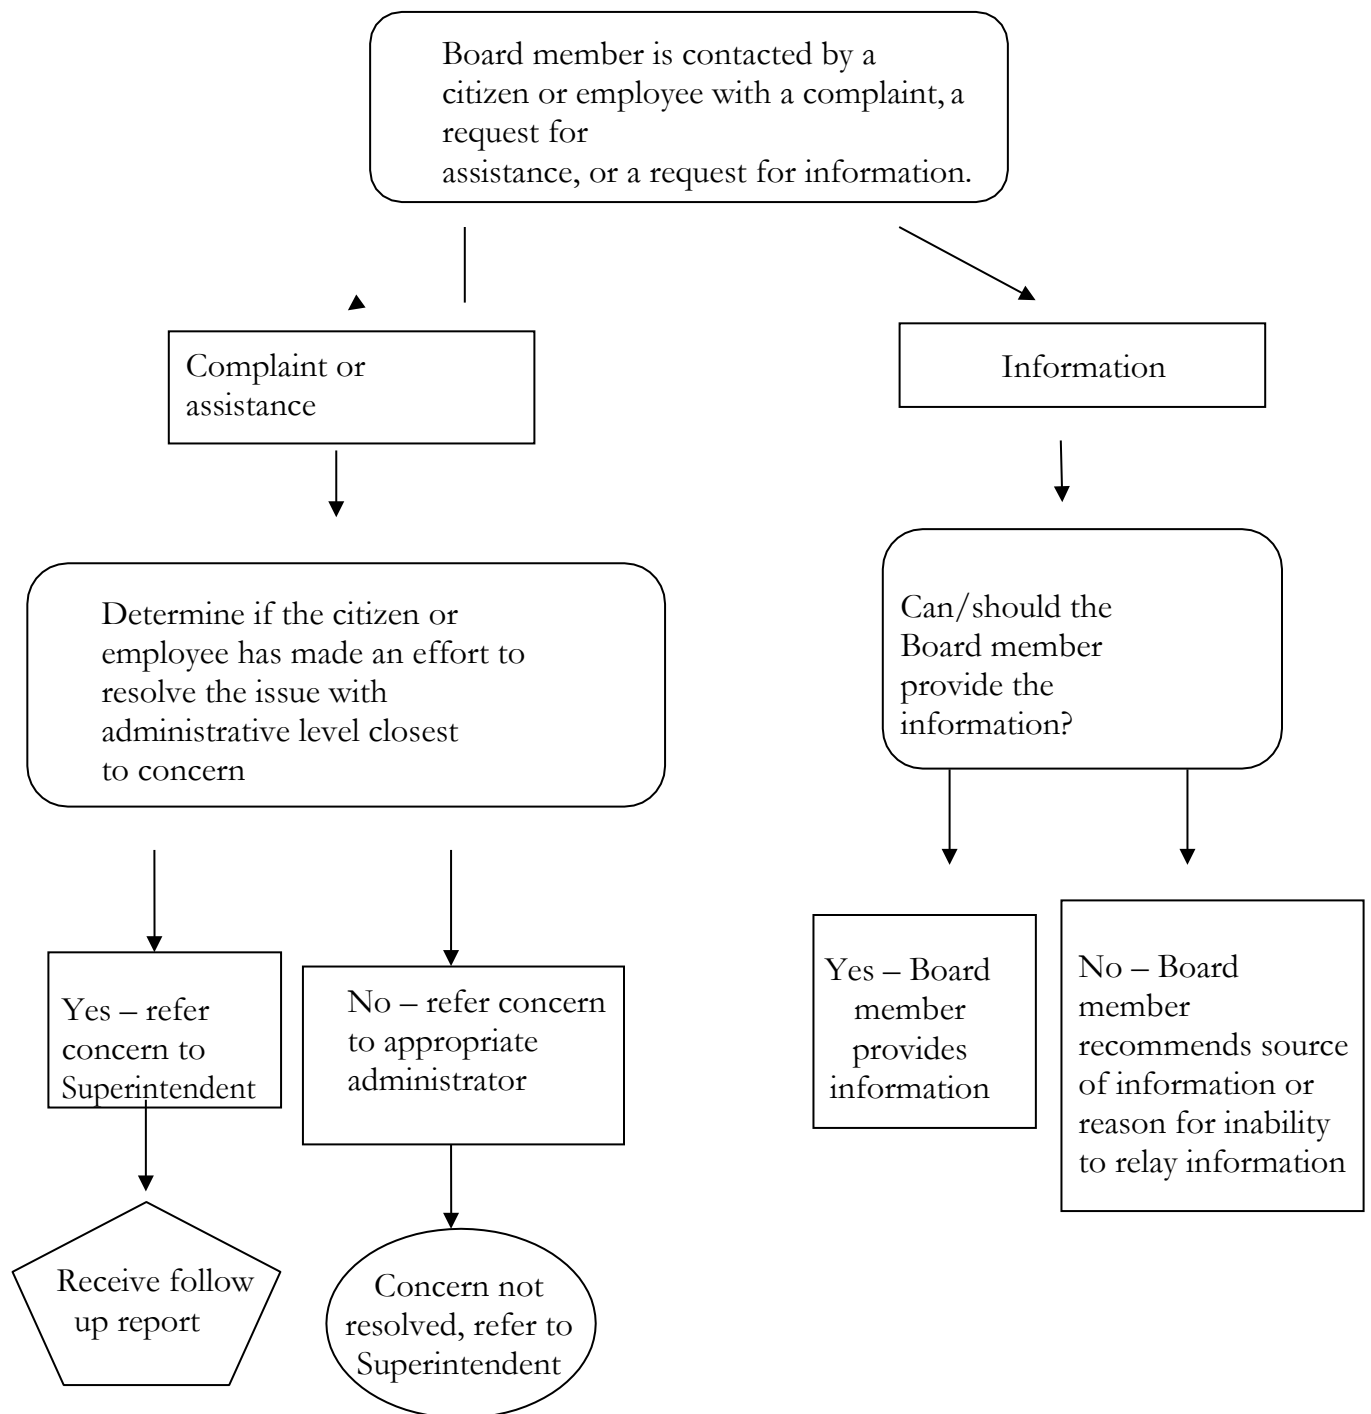 Board member is contacted by a
citizen or employee with a complaint, a
request for
assistance, or a request for information.
Complaint or
assistance
Information
Determine if the citizen or
employee has made an effort to
resolve the issue with
administrative level closest
to concern
Can/should the
Board member
provide the
information?
Yes – refer
concern to
Superintendent
No – refer concern
to appropriate
administrator
Yes – Board
member
provides
information
No – Board
member
recommends source
of information or
reason for inability
to relay information
Receive follow
up report
Concern not
resolved, refer to
Superintendent